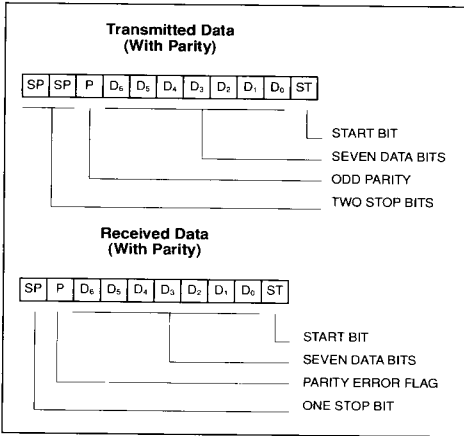 Transmitted Data
(With Parity)
SP SP P D₆ D₅ D₄ D₃ D₂ D₁ D₀ ST
START BIT
SEVEN DATA BITS
ODD PARITY
TWO STOP BITS
Received Data
(With Parity)
SP P D₆ D₅ D₄ D₃ D₂ D₁ D₀ ST
START BIT
SEVEN DATA BITS
PARITY ERROR FLAG
ONE STOP BIT